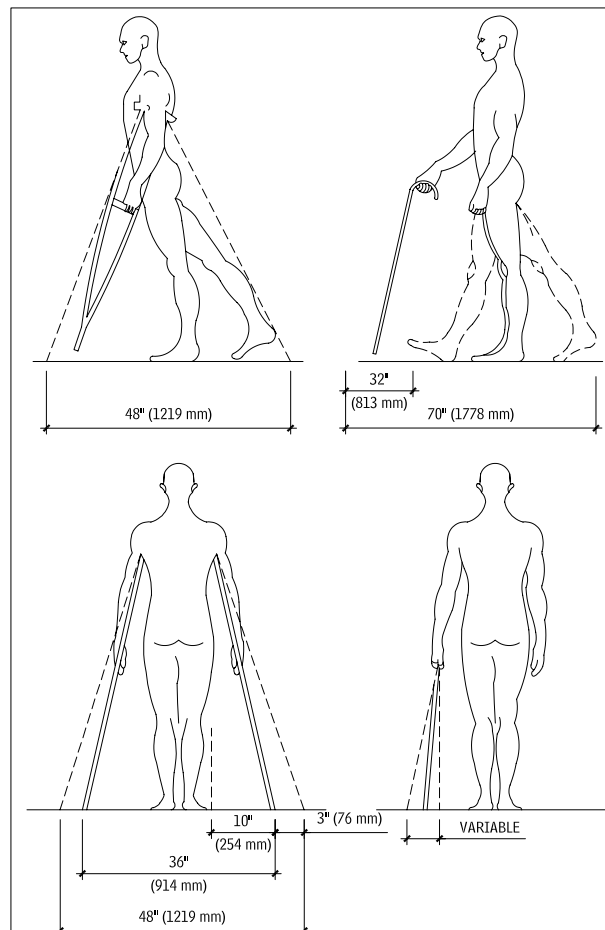 32"
(813 mm)
48" (1219 mm)
70" (1778 mm)
10"
(254 mm)
3" (76 mm)
VARIABLE
36"
(914 mm)
48" (1219 mm)